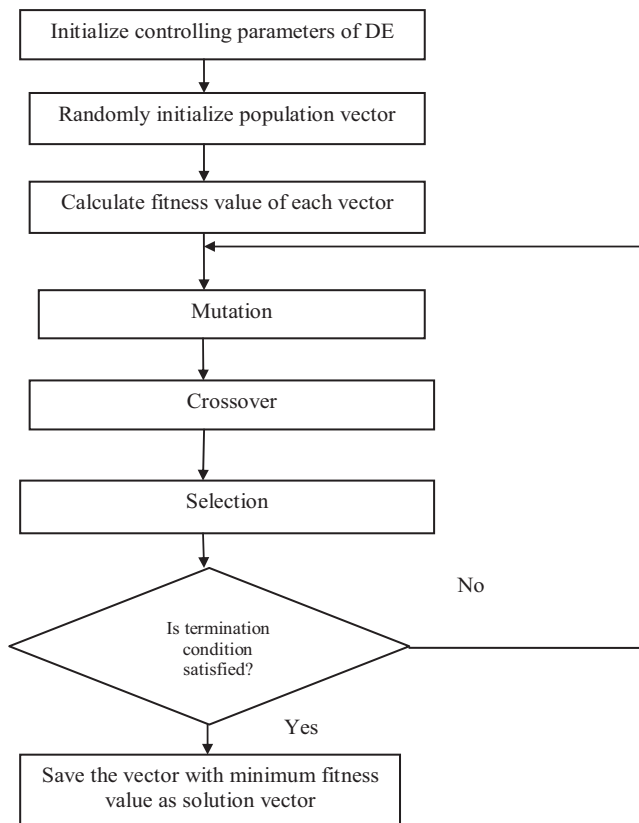 Initialize controlling parameters of DE
Randomly initialize population vector
Calculate fitness value of each vector
Mutation
Crossover
Selection
Is termination
condition
satisfied?
No
Yes
Save the vector with minimum fitness
value as solution vector